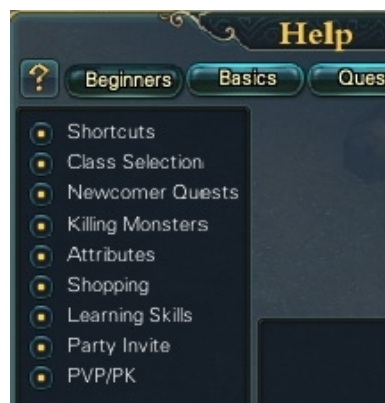 Help
?
Beginners
Basics
Ques
Shortcuts
Class Selection
Newcomer Quests
Killing Monsters
Attributes
Shopping
Learning Skills
Party Invite
PVP/PK